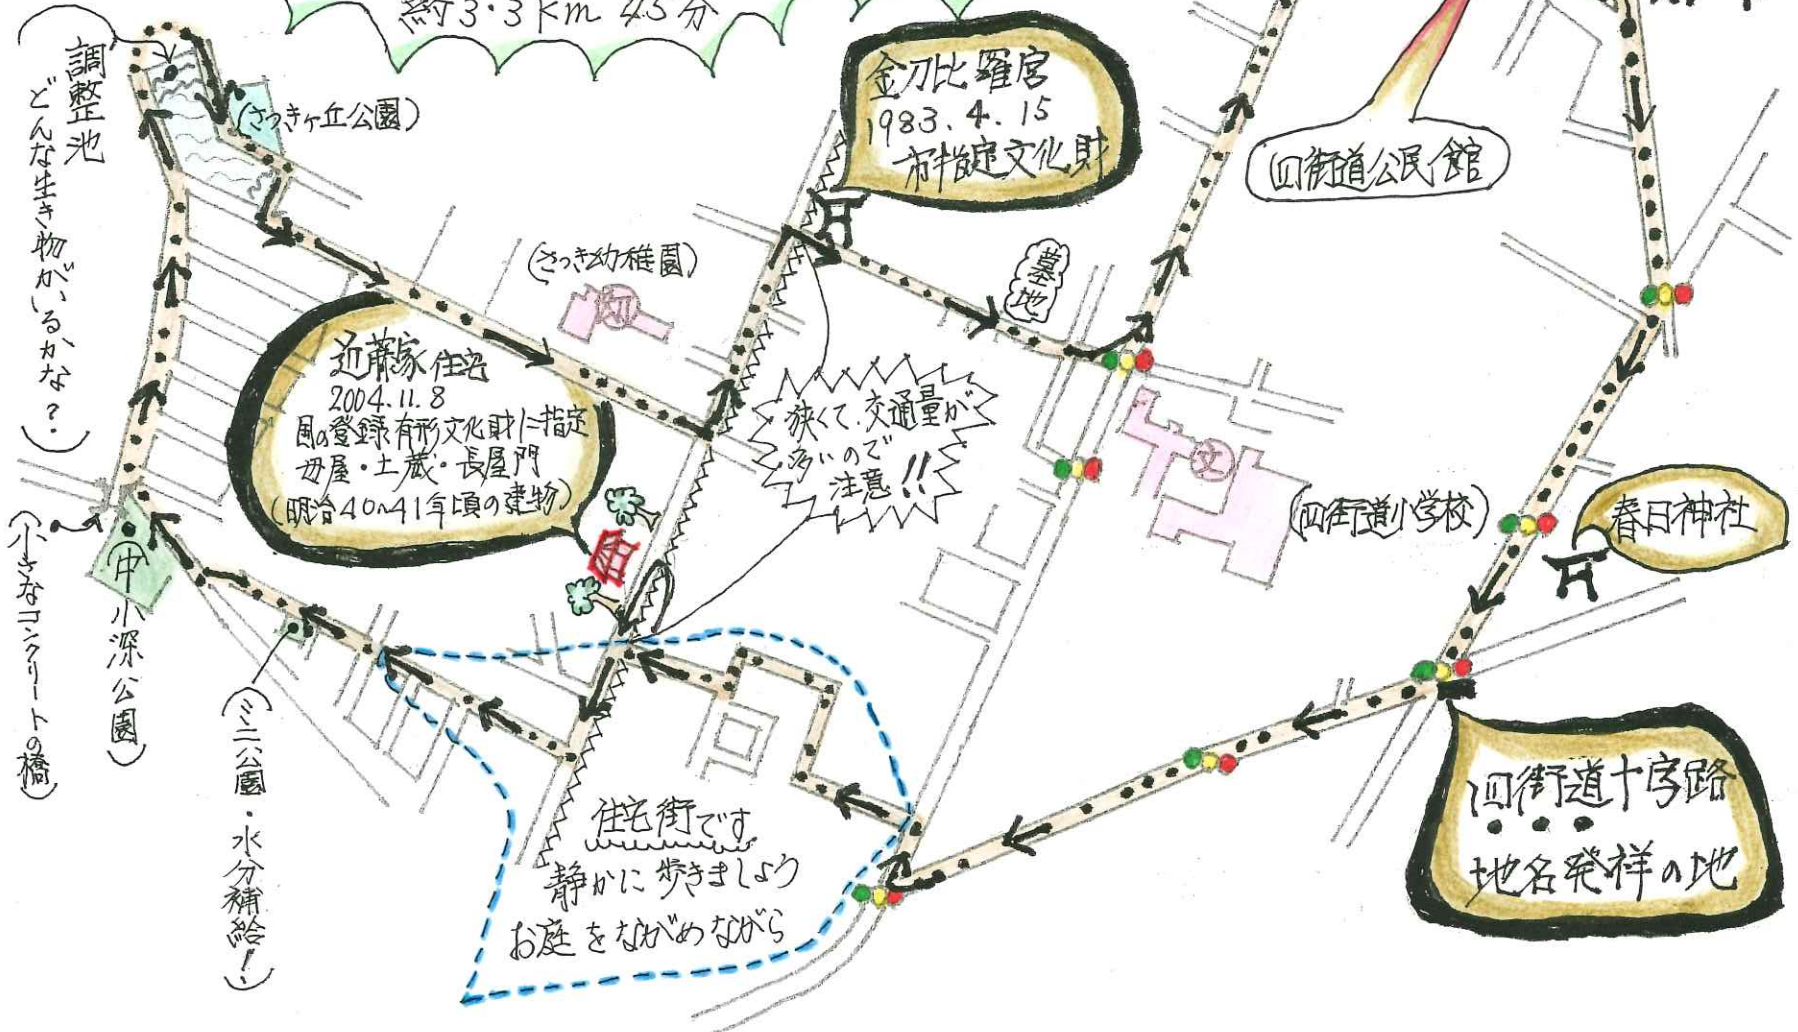 約3.3km 45分
調整池
どんな生き物がいるかな?
(さつきヶ丘公園)
金刀比羅宮
1983.4.15
市指定文化財
四街道公民館
(さつき幼稚園)
幼
墓地
近藤家住宅
2004.11.8
国の登録有形文化財に指定
母屋・土蔵・長屋門
(明治40~41年頃の建物)
狭くて、交通量が
多いので
注意!!
文
(四街道小学校)
春日神社
中
小深公園
(小さなコンクリートの橋)
(ミニ公園・水分補給!)
住宅街です
静かに歩きましょう
お庭をながめながら
四街道十字路
地名発祥の地